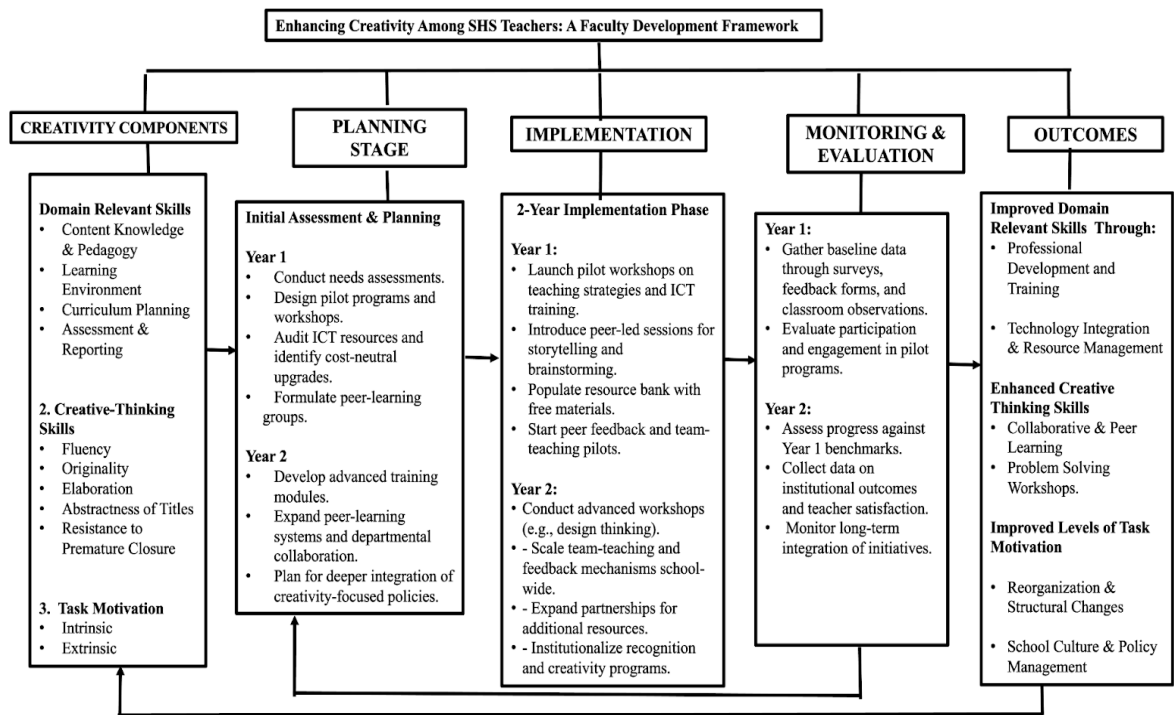 Enhancing Creativity Among SHS Teachers: A Faculty Development Framework
CREATIVITY COMPONENTS
Domain Relevant Skills
• Content Knowledge
& Pedagogy
• Learning
Environment
• Curriculum Planning
• Assessment &
Reporting
2. Creative-Thinking
Skills
• Fluency
• Originality
• Elaboration
• Abstractness of Titles
• Resistance to
Premature Closure
3. Task Motivation
• Intrinsic
• Extrinsic
PLANNING
STAGE
Initial Assessment & Planning
Year 1
• Conduct needs assessments.
• Design pilot programs and
workshops.
• Audit ICT resources and
identify cost-neutral
upgrades.
• Formulate peer-learning
groups.
Year 2
• Develop advanced training
modules.
• Expand peer-learning
systems and departmental
collaboration.
• Plan for deeper integration of
creativity-focused policies.
IMPLEMENTATION
2-Year Implementation Phase
Year 1:
• Launch pilot workshops on
teaching strategies and ICT
training.
• Introduce peer-led sessions for
storytelling and
brainstorming.
• Populate resource bank with
free materials.
• Start peer feedback and team-
teaching pilots.
Year 2:
• Conduct advanced workshops
(e.g., design thinking).
• - Scale team-teaching and
feedback mechanisms school-
wide.
• - Expand partnerships for
additional resources.
• - Institutionalize recognition
and creativity programs.
MONITORING &
EVALUATION
Year 1:
• Gather baseline data
through surveys,
feedback forms, and
classroom observations.
• Evaluate participation
and engagement in pilot
programs.
Year 2:
• Assess progress against
Year 1 benchmarks.
• Collect data on
institutional outcomes
and teacher satisfaction.
• Monitor long-term
integration of initiatives.
OUTCOMES
Improved Domain
Relevant Skills Through:
• Professional
Development and
Training
• Technology Integration
& Resource Management
Enhanced Creative
Thinking Skills
• Collaborative & Peer
Learning
• Problem Solving
Workshops.
Improved Levels of Task
Motivation
• Reorganization &
Structural Changes
• School Culture & Policy
Management